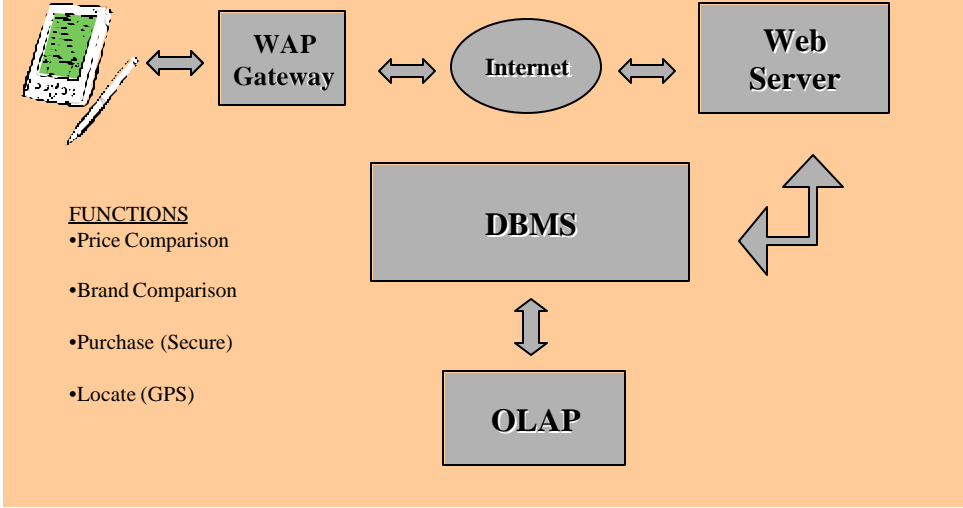 WAP
Gateway
Internet
Web
Server
DBMS
FUNCTIONS
•Price Comparison
•Brand Comparison
•Purchase (Secure)
•Locate (GPS)
OLAP